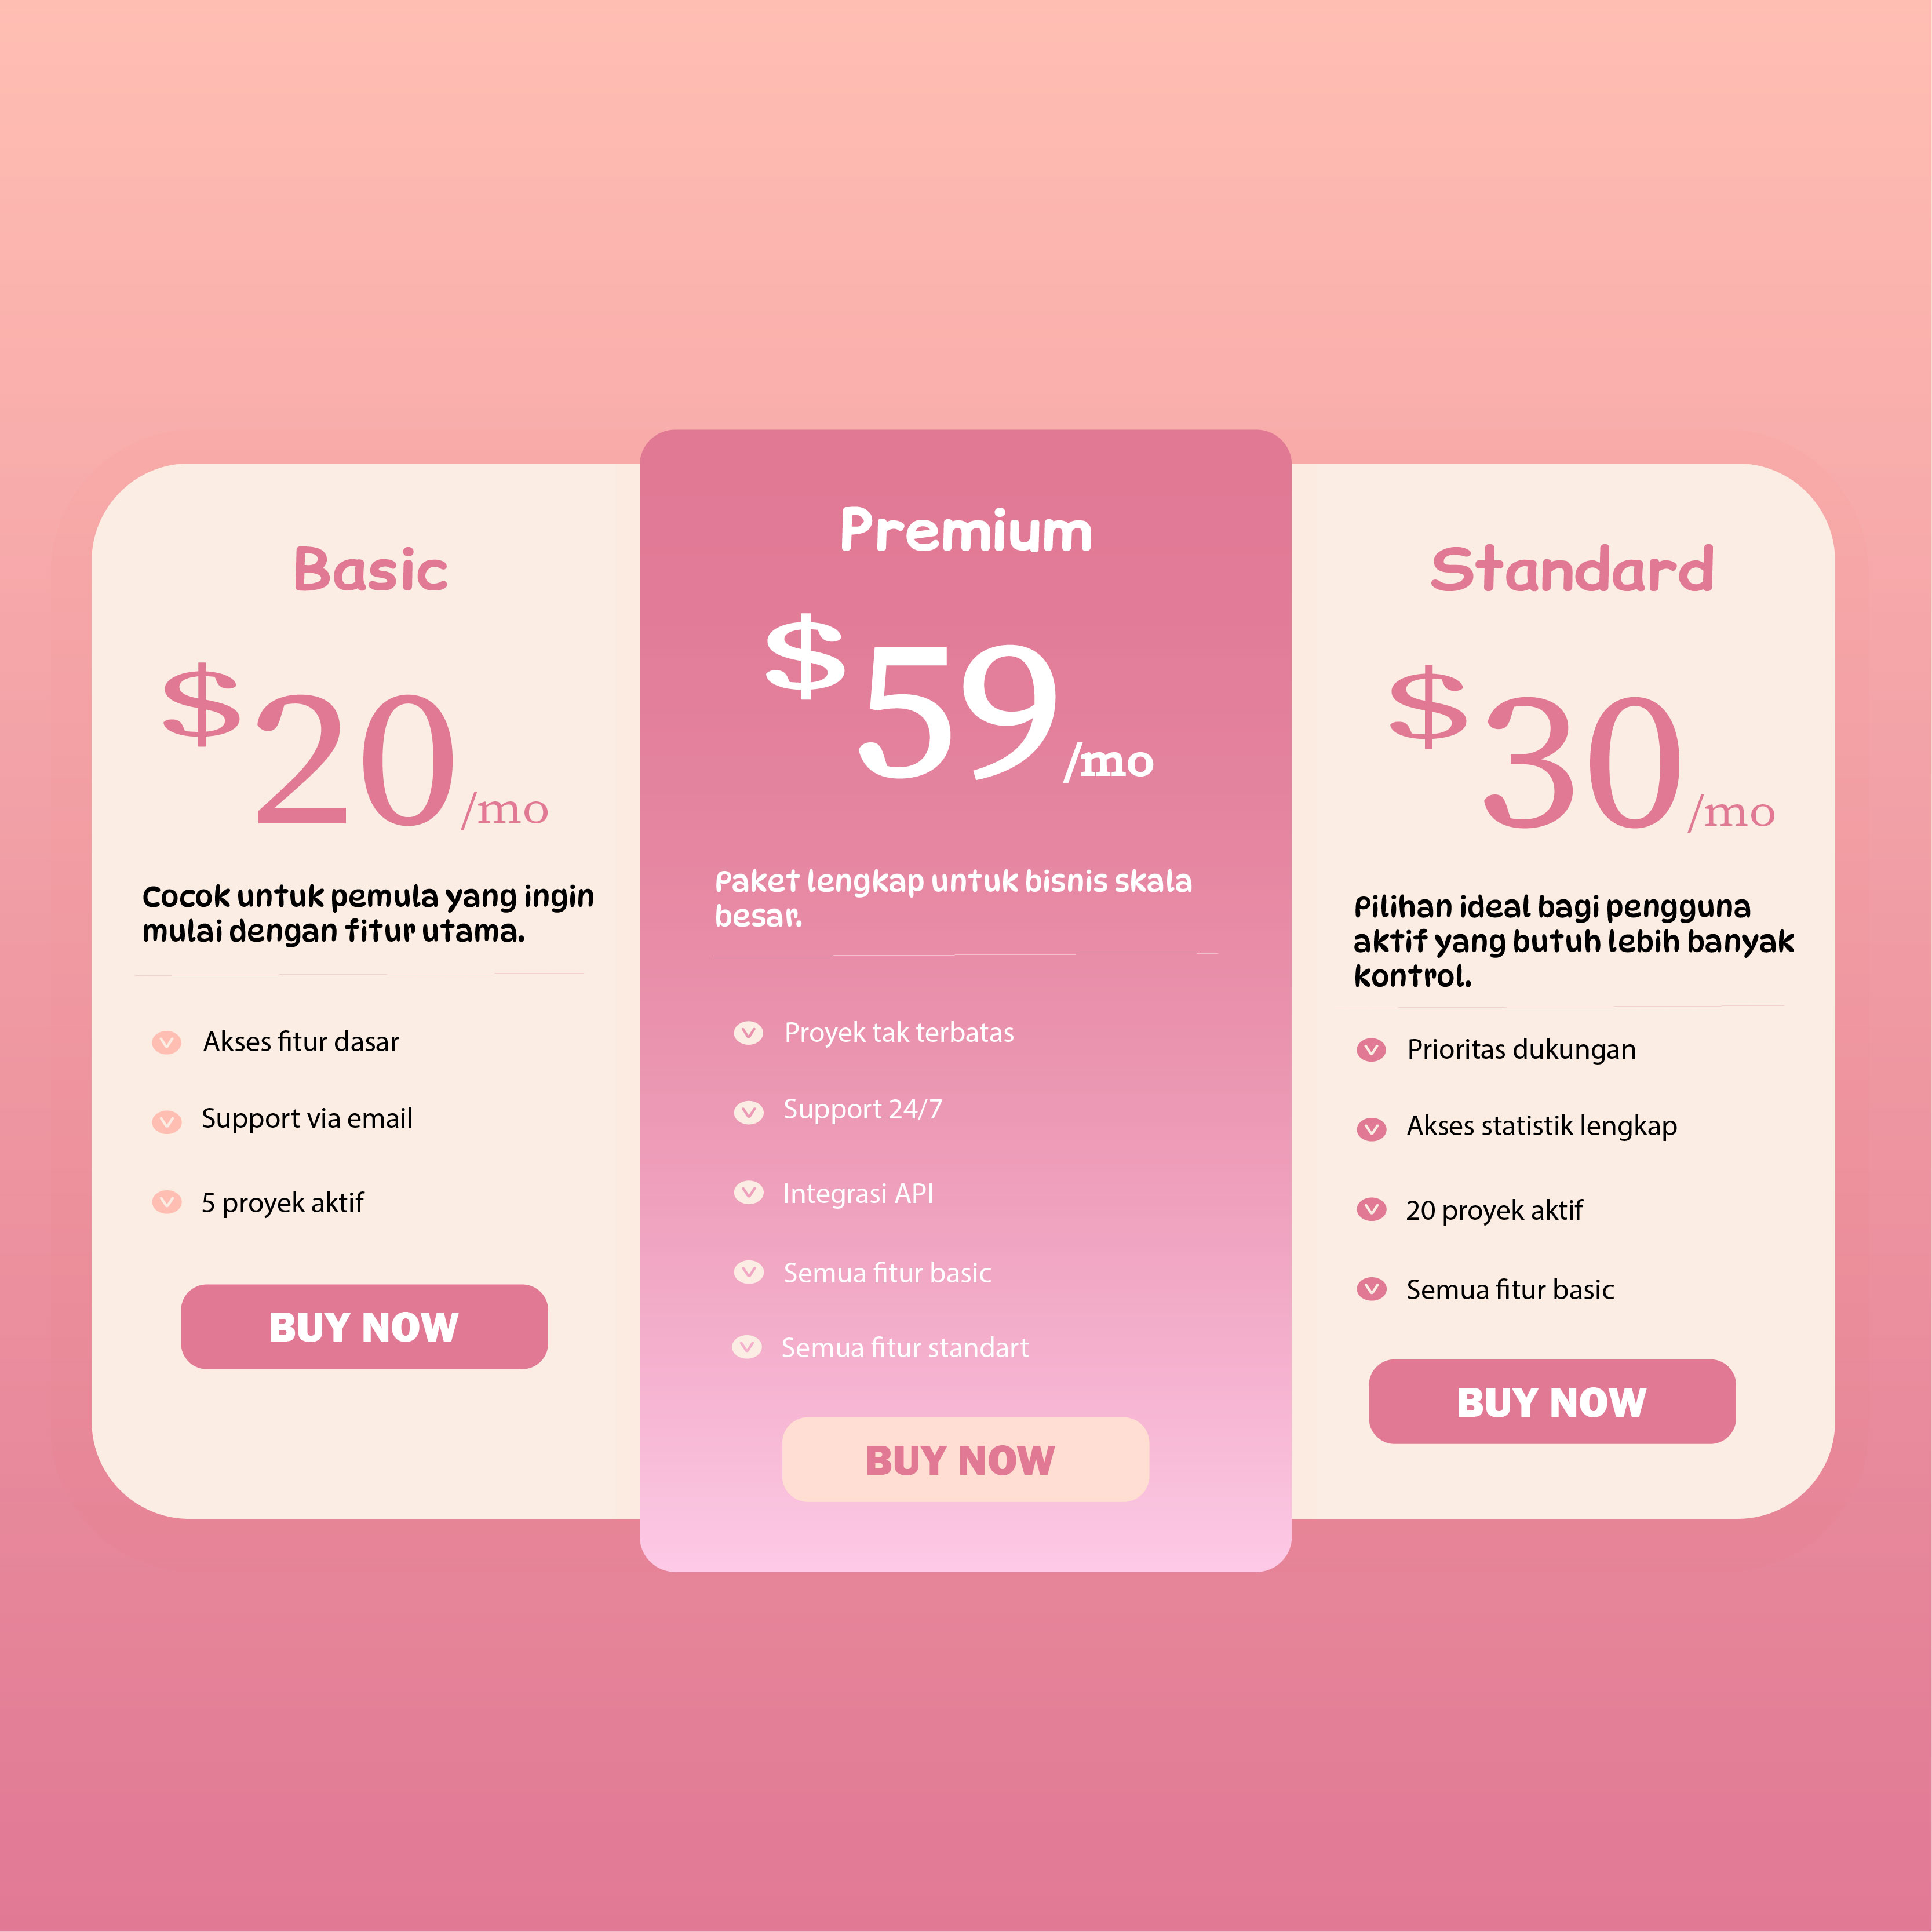 Basic
$20/mo
Cocok untuk pemula yang ingin
mulai dengan fitur utama.
Akses fitur dasar
Support via email
5 proyek aktif
BUY NOW
Premium
$59/mo
Paket lengkap untuk bisnis skala
besar.
Proyek tak terbatas
Support 24/7
Integrasi API
Semua fitur basic
Semua fitur standart
BUY NOW
Standard
$30/mo
Pilihan ideal bagi pengguna
aktif yang butuh lebih banyak
kontrol.
Prioritas dukungan
Akses statistik lengkap
20 proyek aktif
Semua fitur basic
BUY NOW